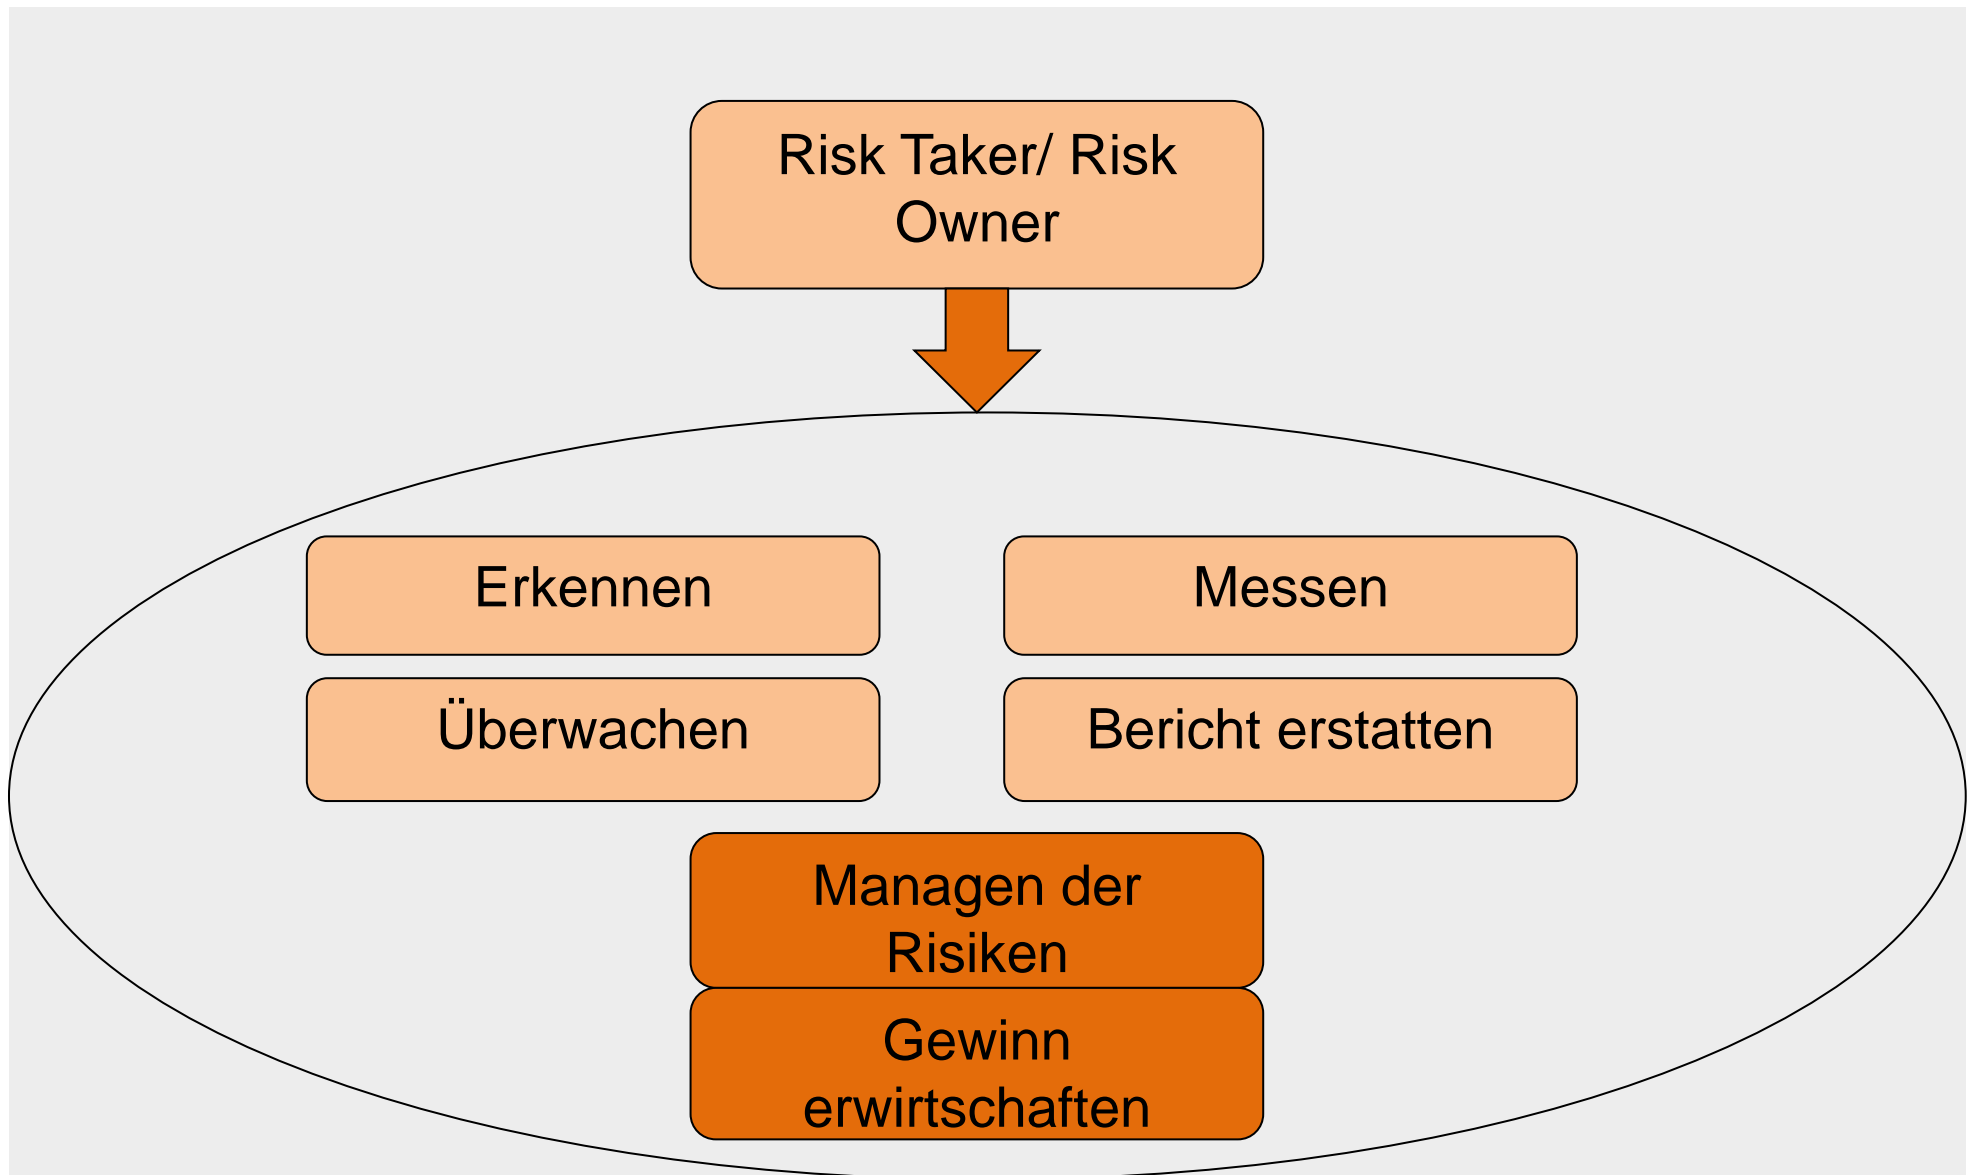 Risk Taker/ Risk
Owner
Erkennen
Messen
Überwachen
Bericht erstatten
Managen der
Risiken
Gewinn
erwirtschaften